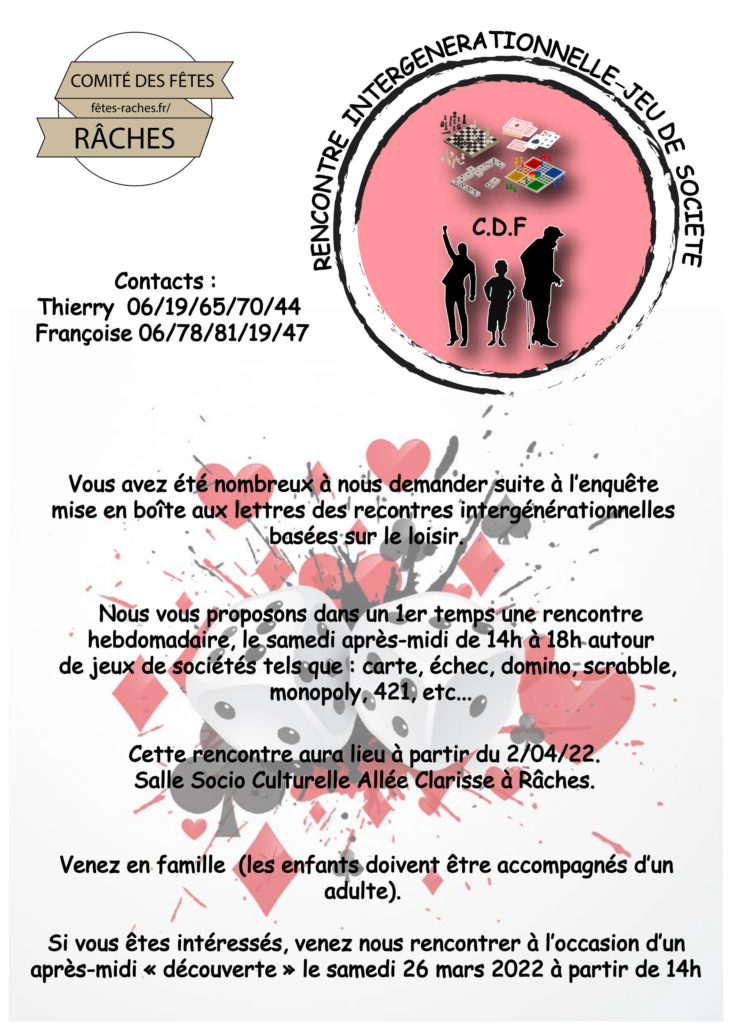 COMITÉ DES FÊTES
fêtes-raches.fr/
RÂCHES
RENCONTRE INTERGENERATIONNELLE-JEU DE SOCIETE
C.D.F
Contacts :
Thierry 06/19/65/70/44
Françoise 06/78/81/19/47
Vous avez été nombreux à nous demander suite à l'enquête
mise en boîte aux lettres des recontres intergénérationnelles
basées sur le loisir.
Nous vous proposons dans un 1er temps une rencontre
hebdomadaire, le samedi après-midi de 14h à 18h autour
de jeux de sociétés tels que : carte, échec, domino, scrabble,
monopoly, 421, etc...
Cette rencontre aura lieu à partir du 2/04/22.
Salle Socio Culturelle Allée Clarisse à Râches.
Venez en famille (les enfants doivent être accompagnés d'un
adulte).
Si vous êtes intéressés, venez nous rencontrer à l'occasion d'un
après-midi « découverte » le samedi 26 mars 2022 à partir de 14h